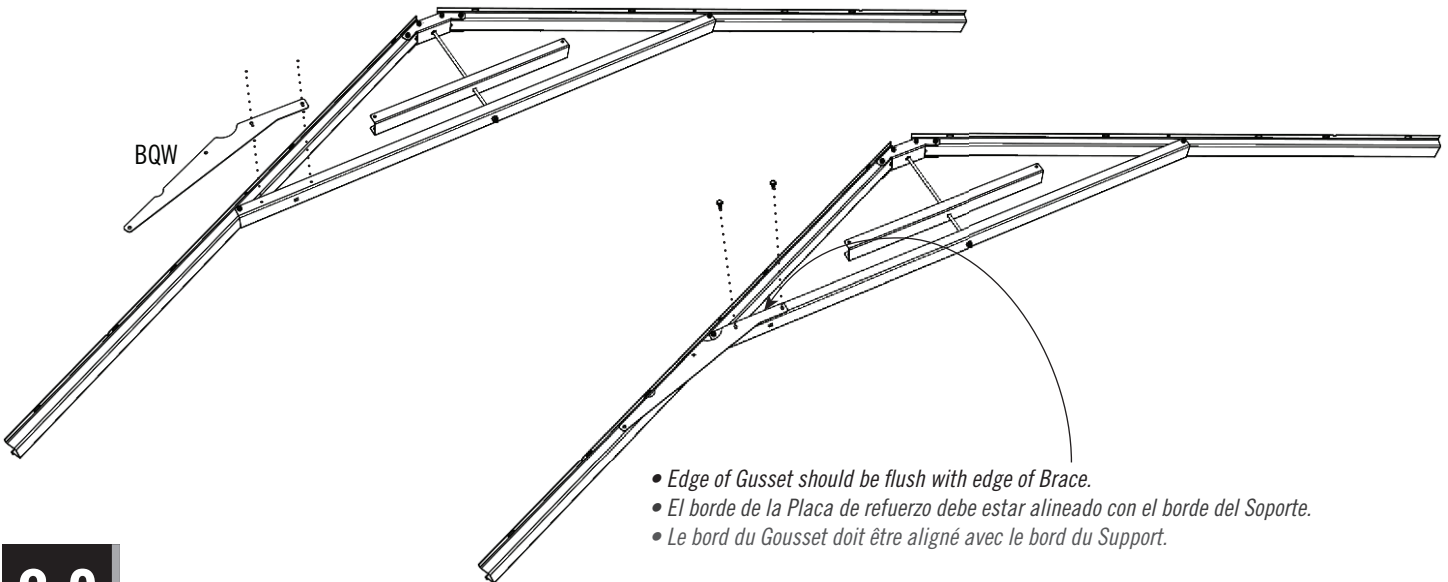 BQW
• Edge of Gusset should be flush with edge of Brace.
• El borde de la Placa de refuerzo debe estar alineado con el borde del Soporte.
• Le bord du Gousset doit être aligné avec le bord du Support.